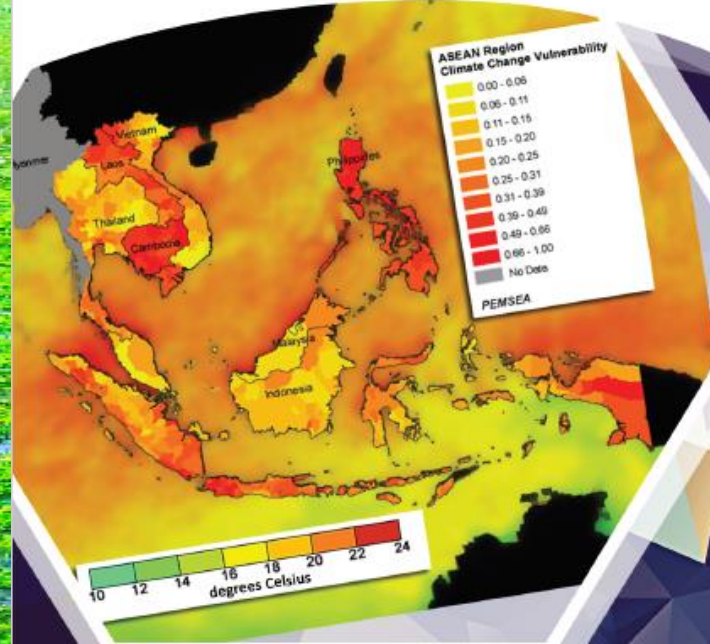 ASEAN Region
Climate Change Vulnerability
0.00 - 0.06
0.06 - 0.11
0.11 - 0.15
0.15 - 0.20
0.20 - 0.25
0.25 - 0.31
0.31 - 0.39
0.39 - 0.49
0.49 - 0.66
0.66 - 1.00
No Data
PEMSEA
Vietnam
Laos
Thailand
Cambodia
Philippines
Malaysia
Indonesia
10 12 14 16 18 20 22 24
degrees Celsius